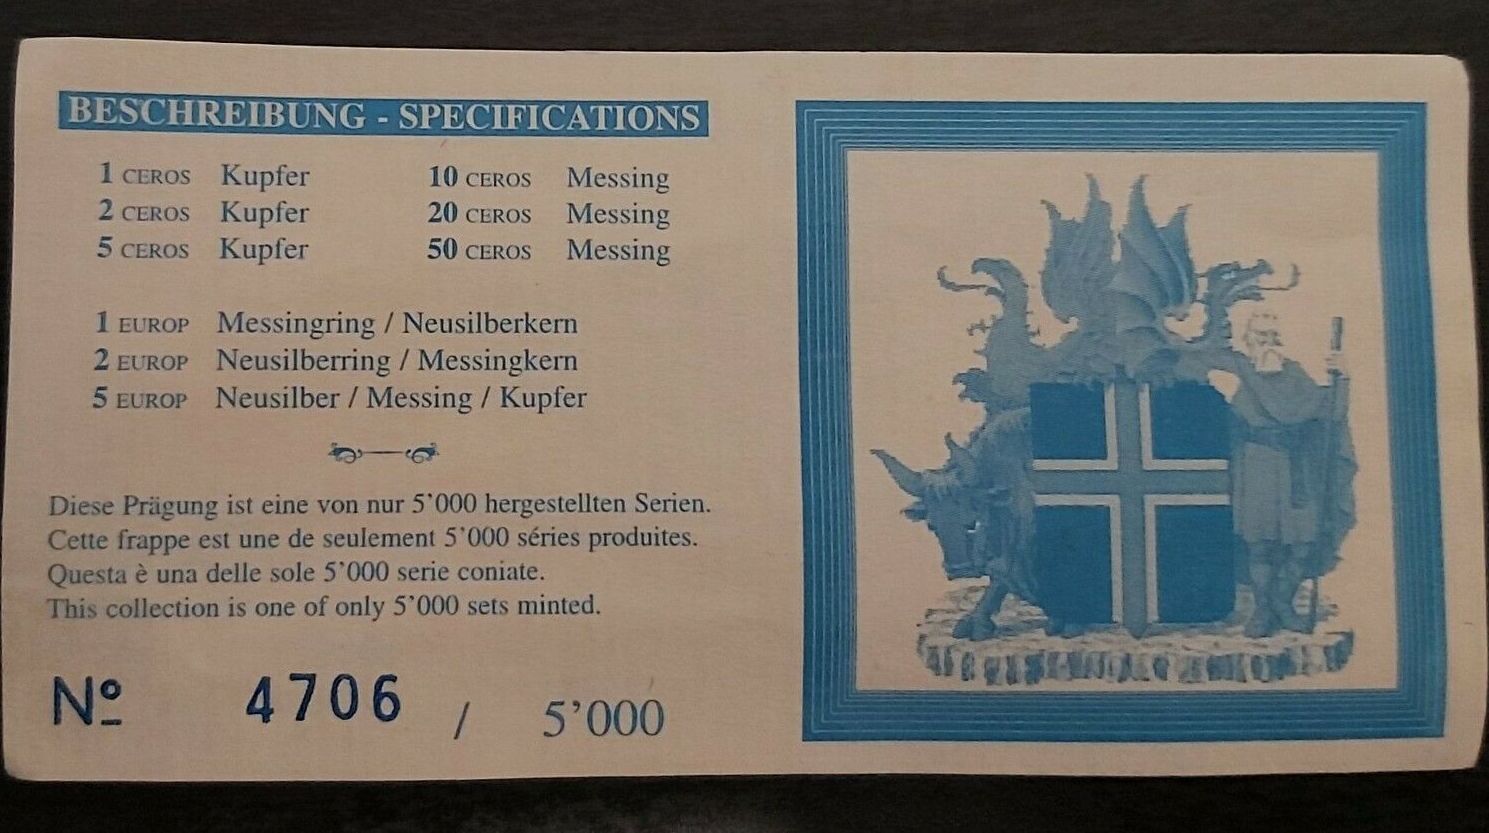 BESCHREIBUNG - SPECIFICATIONS
1 CEROS Kupfer 10 CEROS Messing
2 CEROS Kupfer 20 CEROS Messing
5 CEROS Kupfer 50 CEROS Messing
1 EUROP Messingring / Neusilberkern
2 EUROP Neusilberring / Messingkern
5 EUROP Neusilber / Messing / Kupfer
Diese Prägung ist eine von nur 5'000 hergestellten Serien.
Cette frappe est une de seulement 5'000 séries produites.
Questa è una delle sole 5'000 serie coniate.
This collection is one of only 5'000 sets minted.
Nº 4706 / 5'000